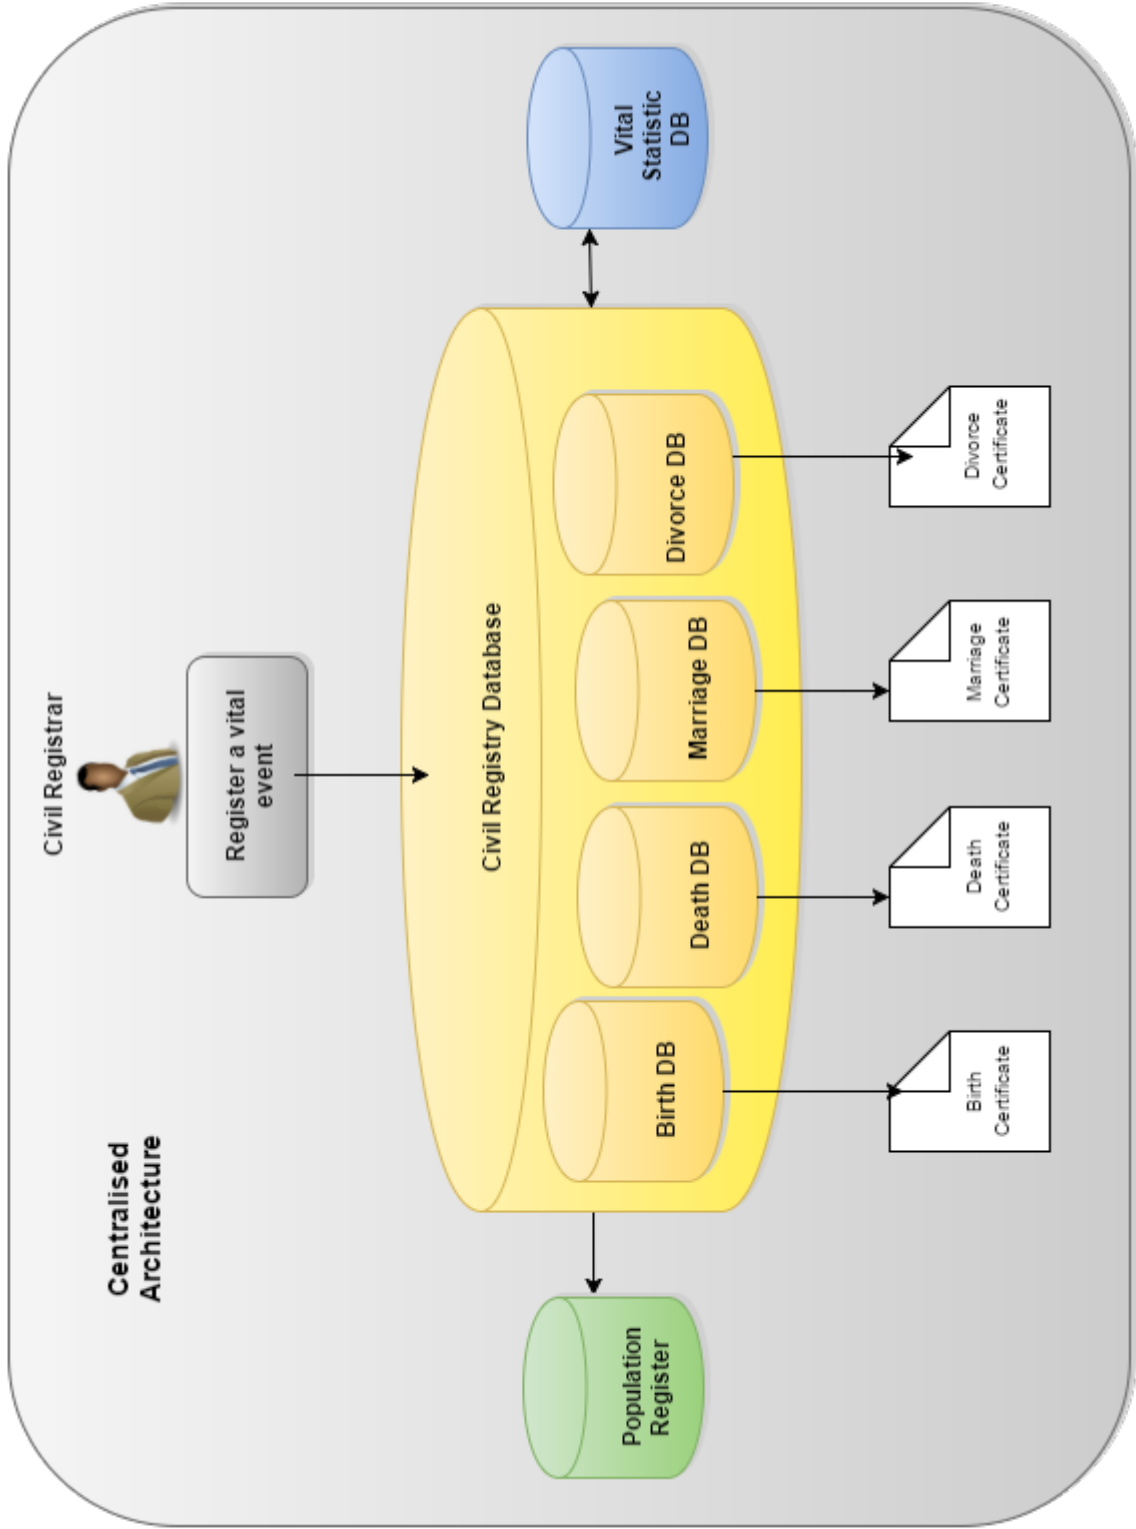 Civil Registrar
Centralised
Architecture
Register a vital
event
Civil Registry Database
Population
Register
Birth DB
Death DB
Marriage DB
Divorce DB
Vital
Statistic
DB
Birth
Certificate
Death
Certificate
Marriage
Certificate
Divorce
Certificate